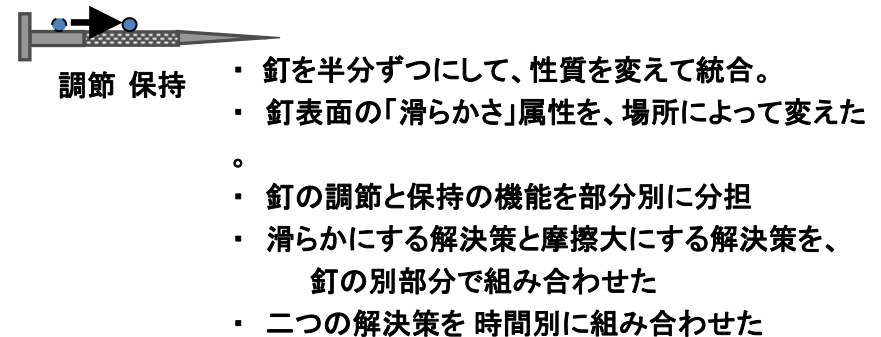 調節 保持
・ 釘を半分ずつにして、性質を変えて統合。
・ 釘表面の「滑らかさ」属性を、場所によって変えた
。
・ 釘の調節と保持の機能を部分別に分担
・ 滑らかにする解決策と摩擦大にする解決策を、
釘の別部分で組み合わせた
・ 二つの解決策を 時間別に組み合わせた